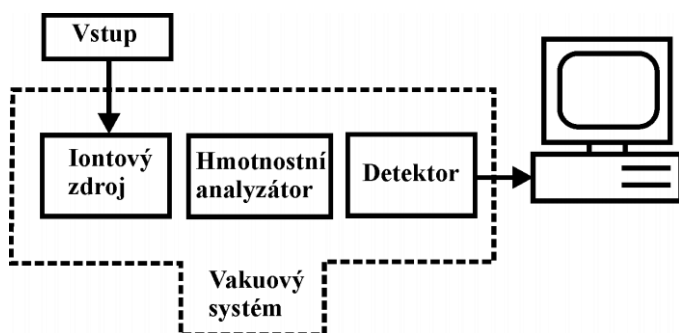 Vstup
Iontový
zdroj
Hmotnostní
analyzátor
Detektor
Vakuový
systém